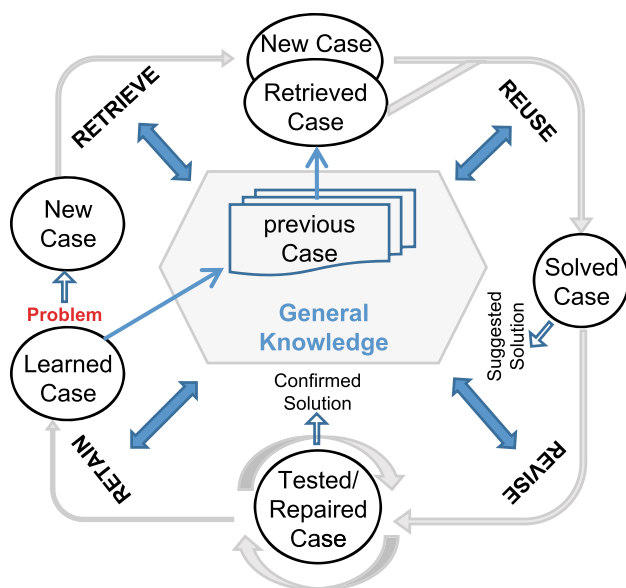 New Case
Retrieved
Case
RETRIEVE
REUSE
New
Case
previous
Case
Solved
Case
Problem
General
Knowledge
Suggested
Solution
Learned
Case
Confirmed
Solution
RETAIN
REVISE
Tested/
Repaired
Case